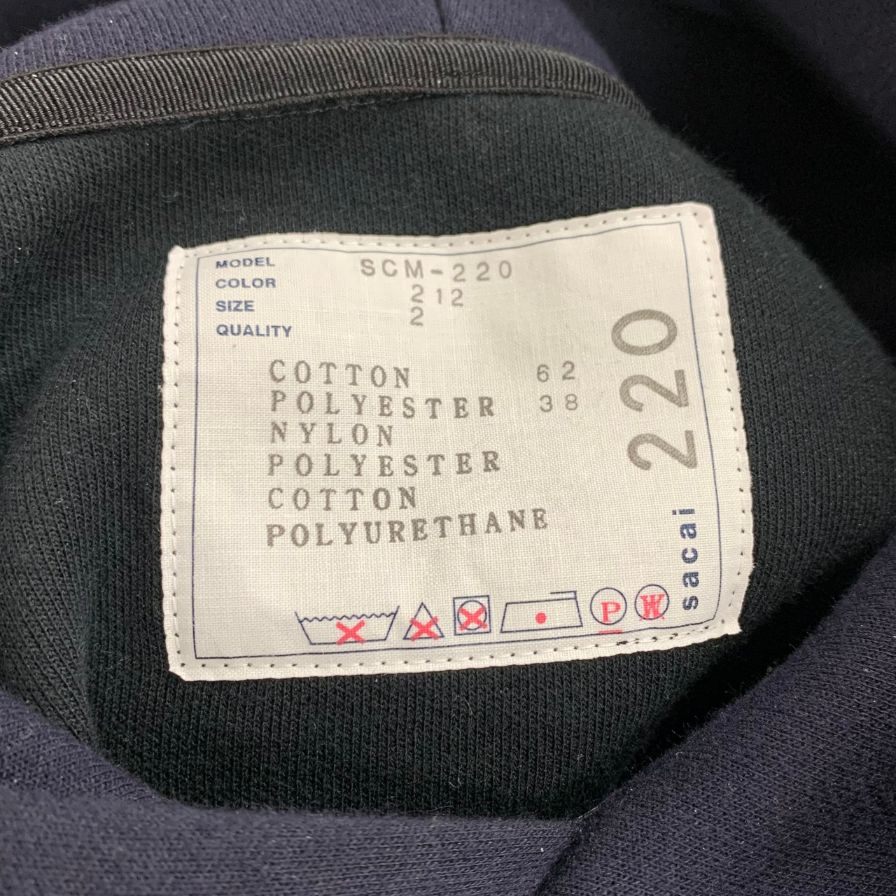 MODEL SCM-220
COLOR 212
SIZE 2
QUALITY
COTTON 62
POLYESTER 38
NYLON
POLYESTER
COTTON
POLYURETHANE
220
sacai
P W